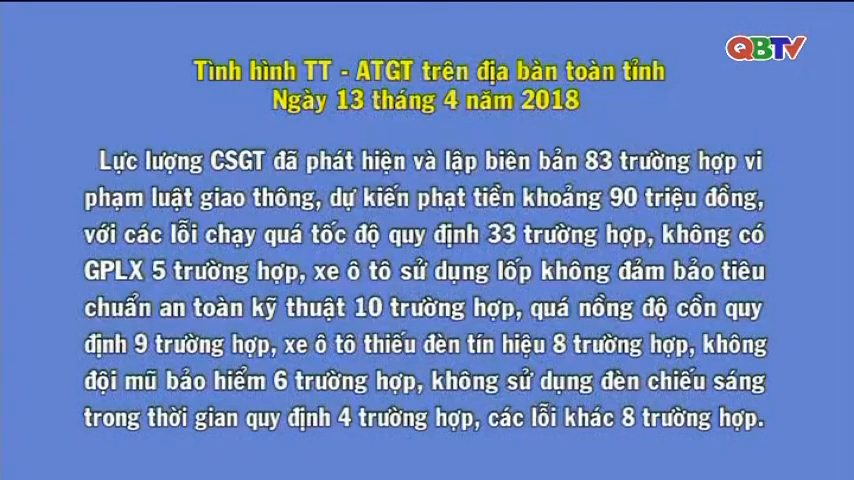 QBTV
Tình hình TT - ATGT trên địa bàn toàn tỉnh
Ngày 13 tháng 4 năm 2018
Lực lượng CSGT đã phát hiện và lập biên bản 83 trường hợp vi
phạm luật giao thông, dự kiến phạt tiền khoảng 90 triệu đồng,
với các lỗi chạy quá tốc độ quy định 33 trường hợp, không có
GPLX 5 trường hợp, xe ô tô sử dụng lốp không đảm bảo tiêu
chuẩn an toàn kỹ thuật 10 trường hợp, quá nồng độ cồn quy
định 9 trường hợp, xe ô tô thiếu đèn tín hiệu 8 trường hợp, không
đội mũ bảo hiểm 6 trường hợp, không sử dụng đèn chiếu sáng
trong thời gian quy định 4 trường hợp, các lỗi khác 8 trường hợp.